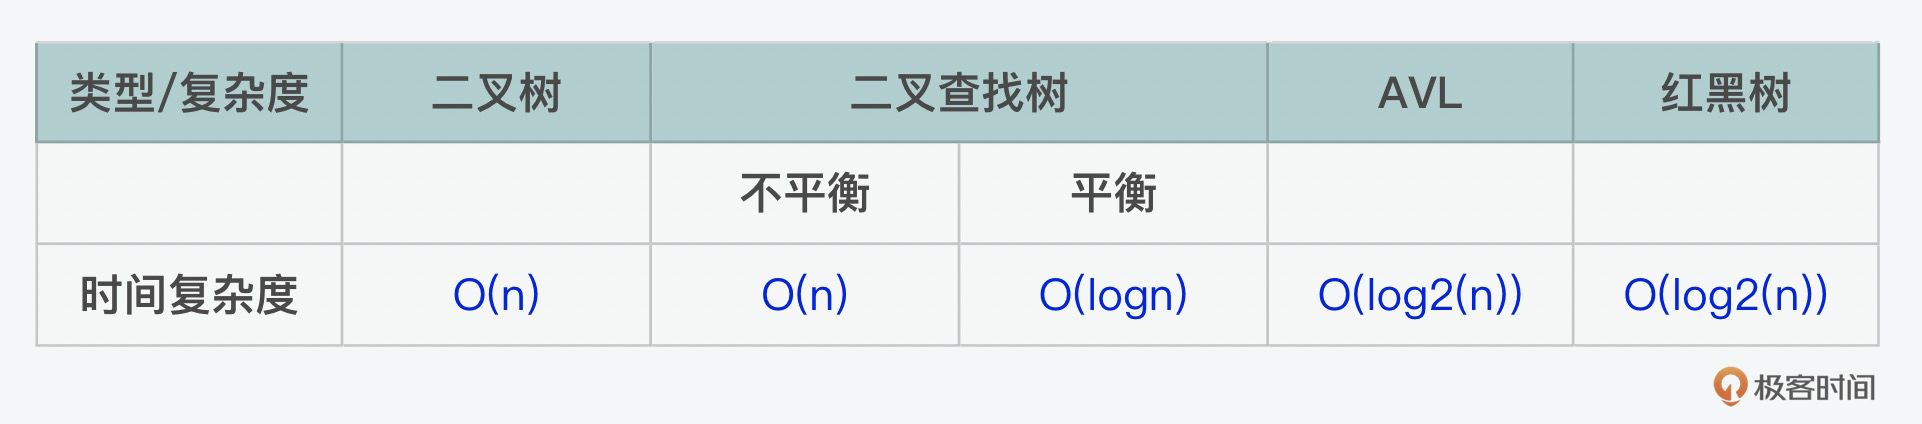 类型/复杂度 二叉树 二叉查找树 AVL 红黑树
不平衡 平衡
时间复杂度 O(n) O(n) O(logn) O(log2(n)) O(log2(n))
极客时间